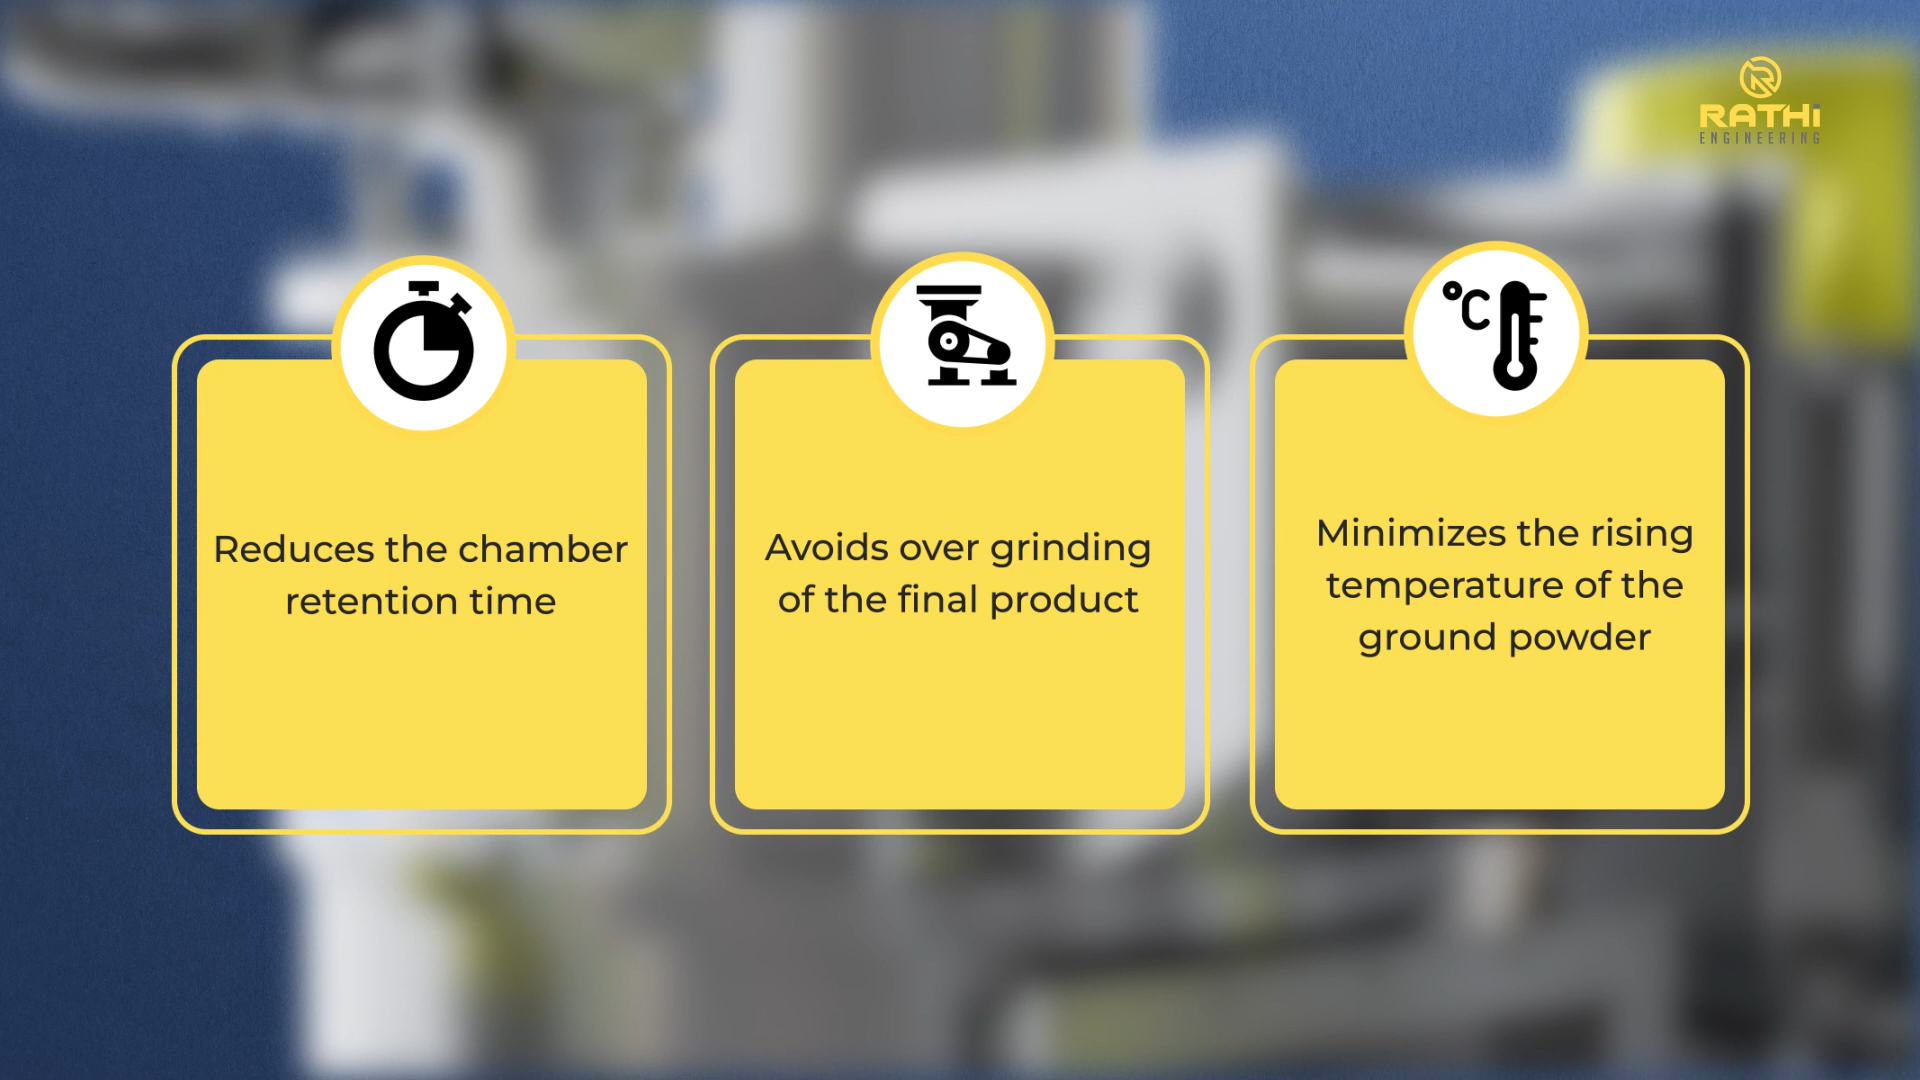 RATHi
ENGINEERING
°C
Reduces the chamber
retention time
Avoids over grinding
of the final product
Minimizes the rising
temperature of the
ground powder